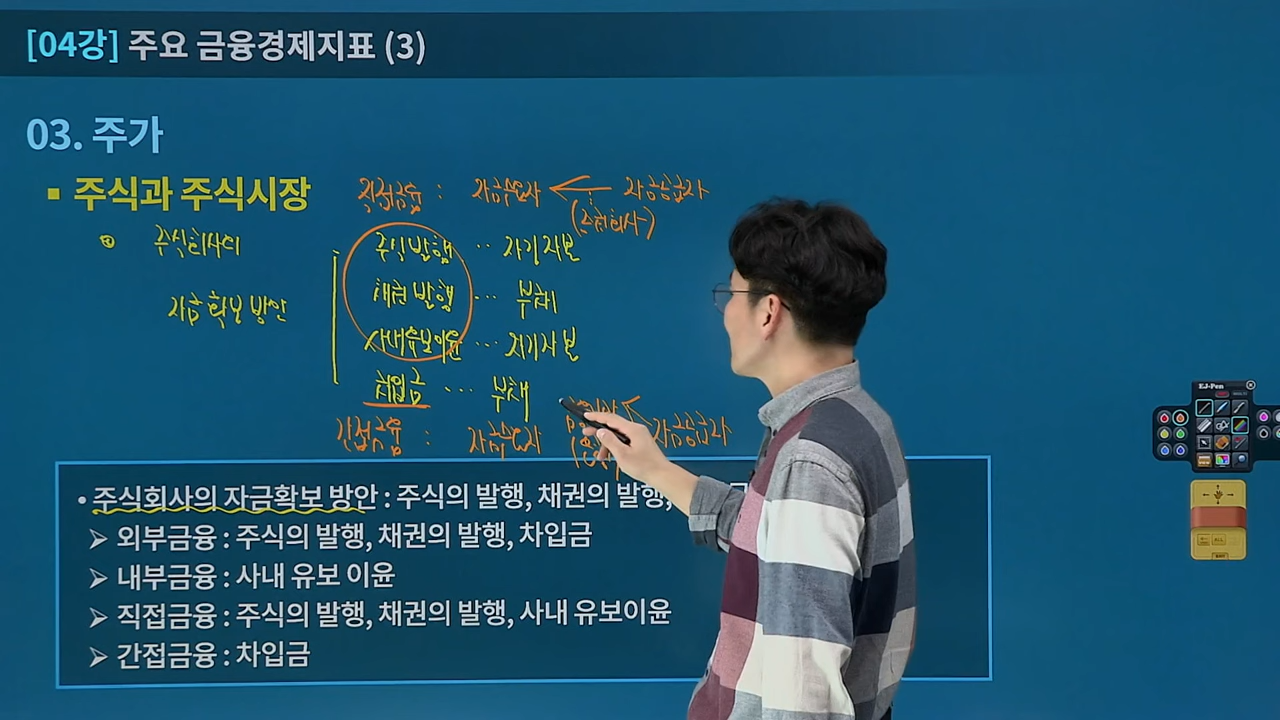 [04강] 주요 금융경제지표 (3)
03. 주가
▪ 주식과 주식시장
직접금융 : 자금수요자 ← 자금공급자
(증권회사)
⊙ 주식회사의
자금 확보 방안
주식 발행 ·· 자기자본
채권 발행 ··· 부채
사내유보이윤 ··· 자기자본
차입금 ··· 부채
간접금융 : 자금수요자 자금공급자
• 주식회사의 자금확보 방안 : 주식의 발행, 채권의 발행,
➢ 외부금융 : 주식의 발행, 채권의 발행, 차입금
➢ 내부금융 : 사내 유보 이윤
➢ 직접금융 : 주식의 발행, 채권의 발행, 사내 유보이윤
➢ 간접금융 : 차입금
EJ-Pen